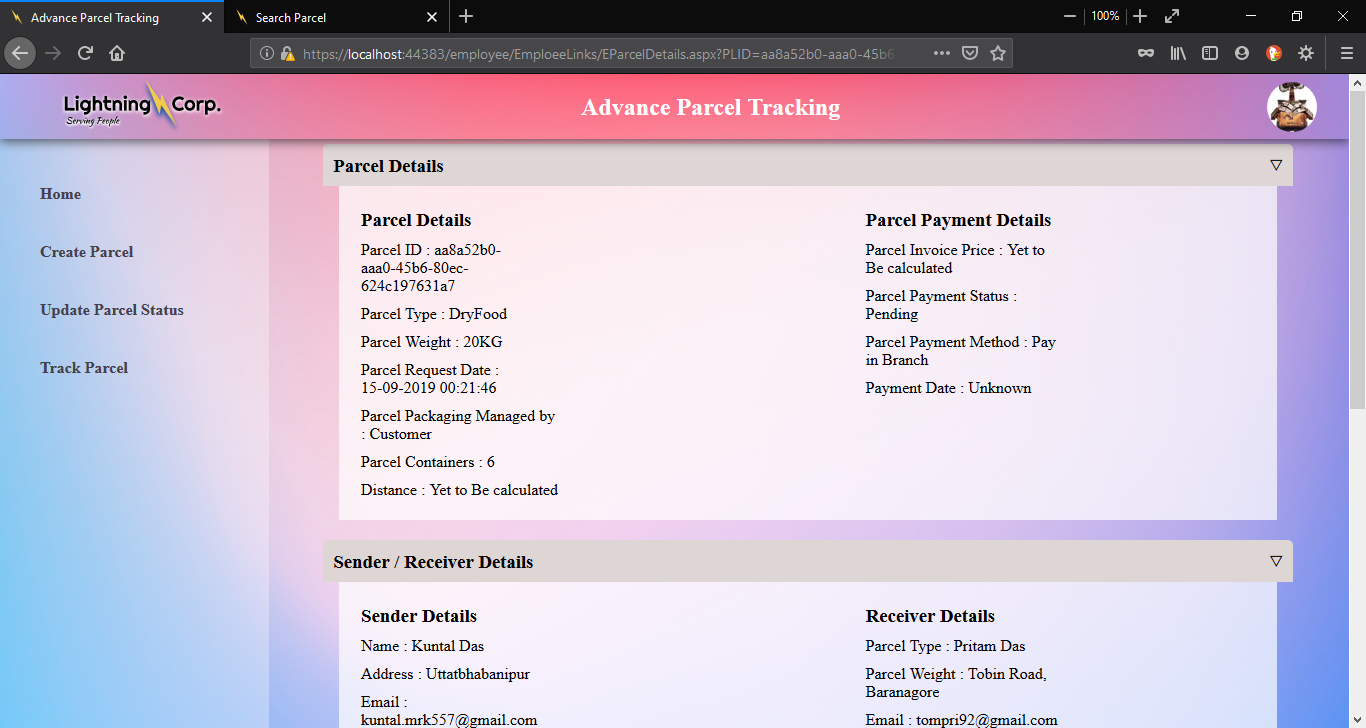 Advance Parcel Tracking
Search Parcel
100%
https://localhost:44383/employee/EmploeeLinks/EParcelDetails.aspx?PLID=aa8a52b0-aaa0-45b6
Lightning Corp.
Serving People
Advance Parcel Tracking
Home
Create Parcel
Update Parcel Status
Track Parcel
Parcel Details
Parcel Details
Parcel ID : aa8a52b0-
aaa0-45b6-80ec-
624c197631a7
Parcel Type : DryFood
Parcel Weight : 20KG
Parcel Request Date :
15-09-2019 00:21:46
Parcel Packaging Managed by
: Customer
Parcel Containers : 6
Distance : Yet to Be calculated
Parcel Payment Details
Parcel Invoice Price : Yet to
Be calculated
Parcel Payment Status :
Pending
Parcel Payment Method : Pay
in Branch
Payment Date : Unknown
Sender / Receiver Details
Sender Details
Name : Kuntal Das
Address : Uttatbhabanipur
Email :
kuntal.mrk557@gmail.com
Receiver Details
Parcel Type : Pritam Das
Parcel Weight : Tobin Road,
Baranagore
Email : tompri92@gmail.com